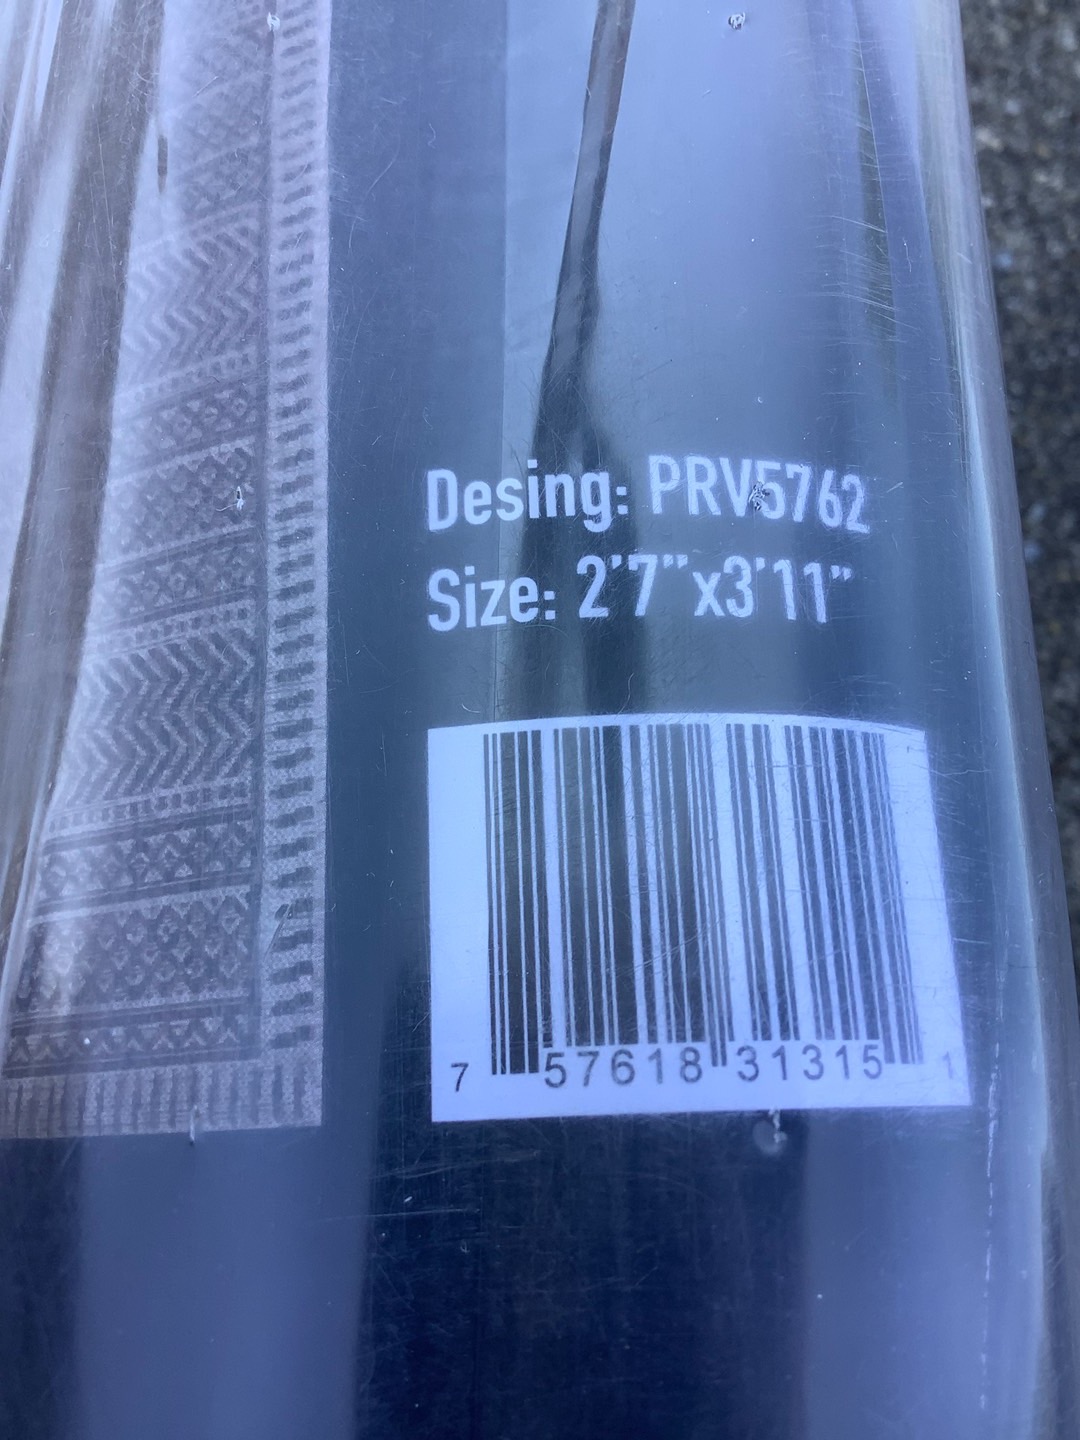 Desing: PRV5762
Size: 2'7"x3'11"
7 57618 31315 1